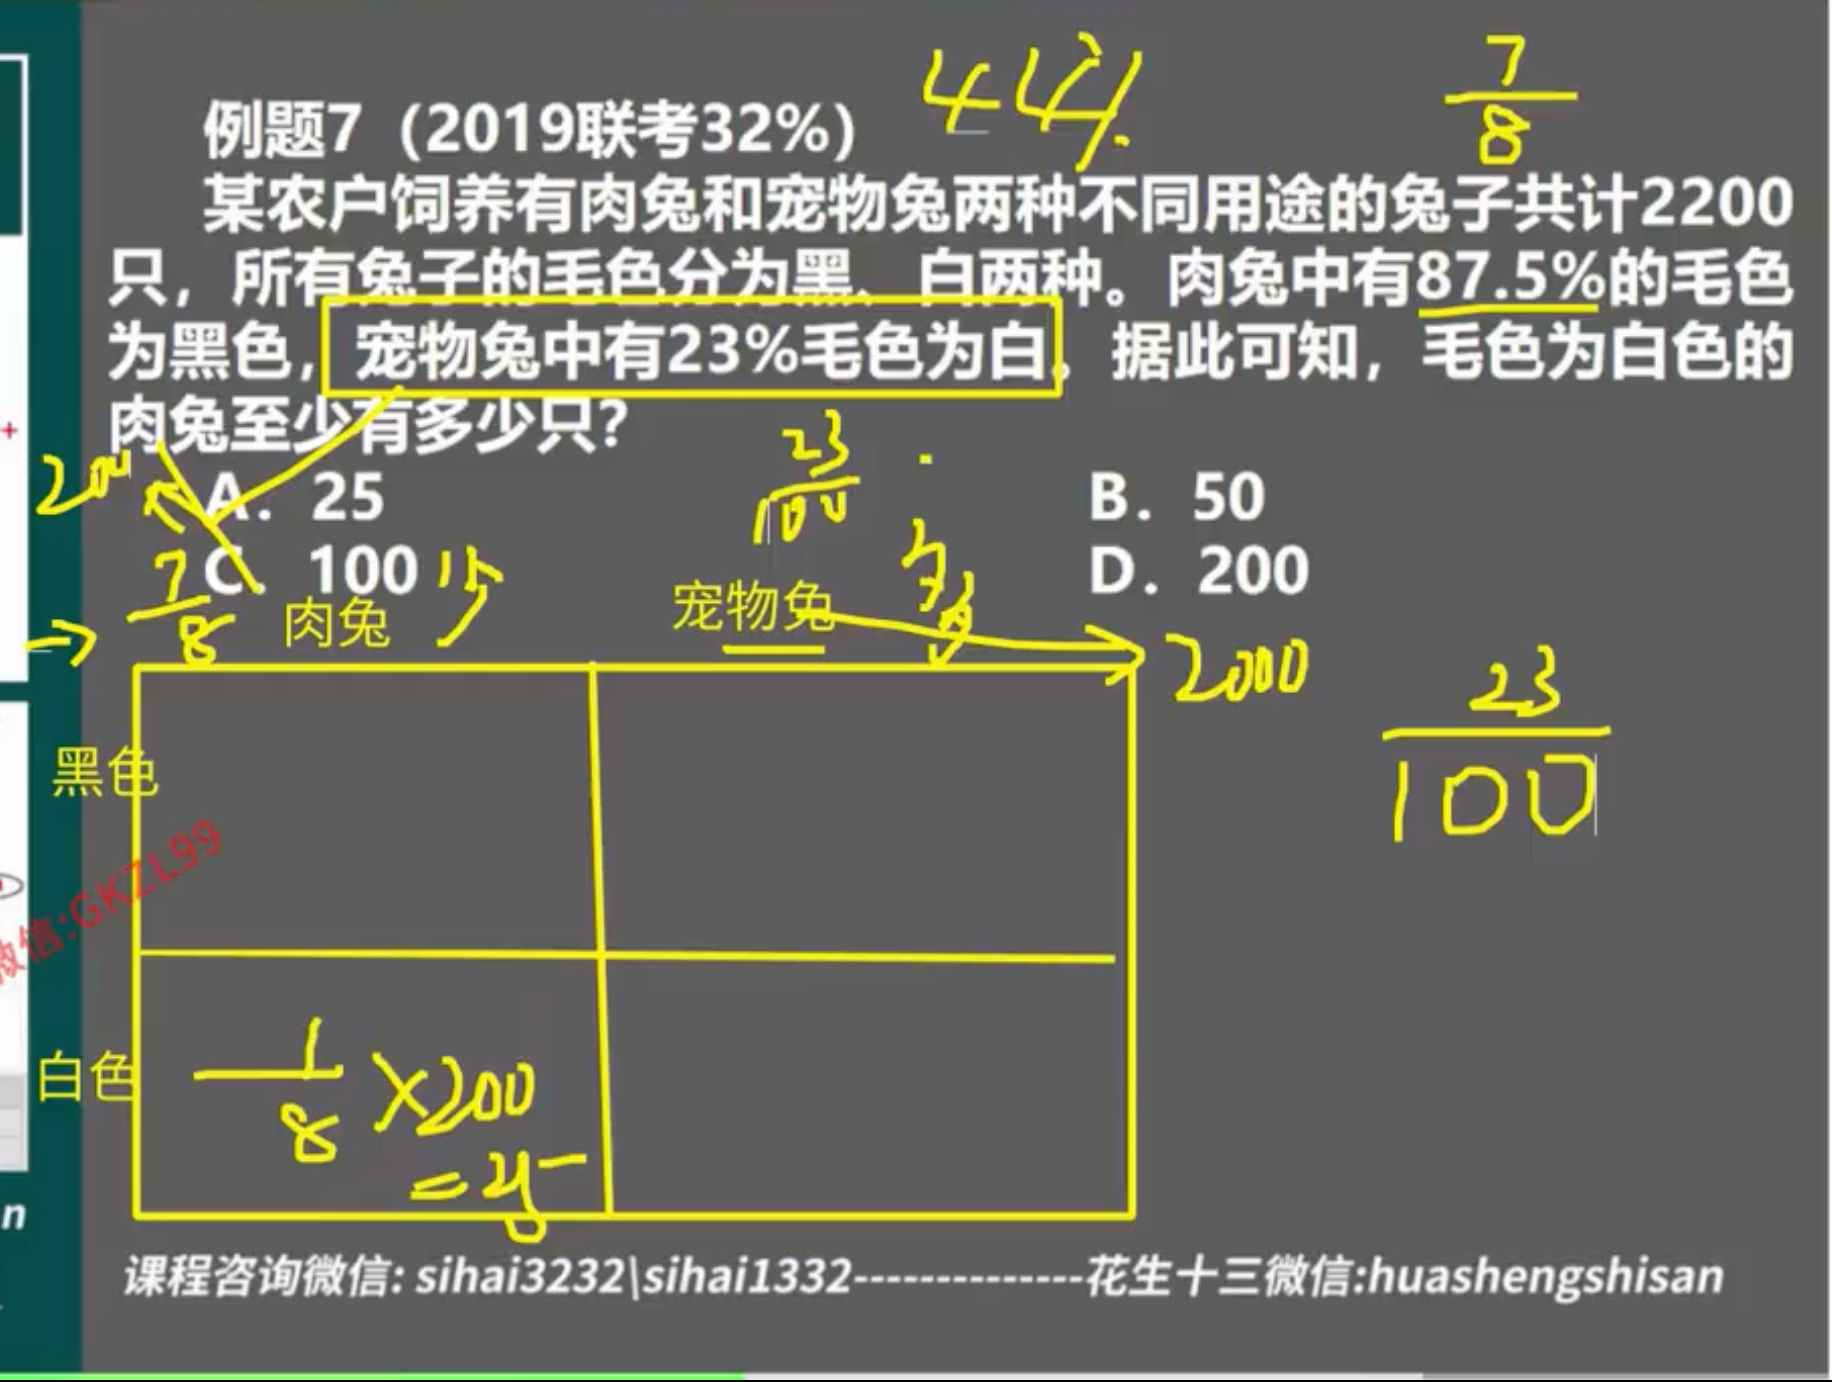 例题7（2019联考32%）
44%.
7
8
某农户饲养有肉兔和宠物兔两种不同用途的兔子共计2200
只，所有兔子的毛色分为黑、白两种。肉兔中有87.5%的毛色
为黑色，宠物兔中有23%毛色为白。据此可知，毛色为白色的
肉兔至少有多少只？
A. 25
B. 50
C. 100
D. 200
23
100
7
8
肉兔
少
宠物兔
2000
23
100
黑色
微信:GKZL99
白色
1
8
×200
=25
n
课程咨询微信: sihai3232\sihai1332--------------花生十三微信:huashengshisan